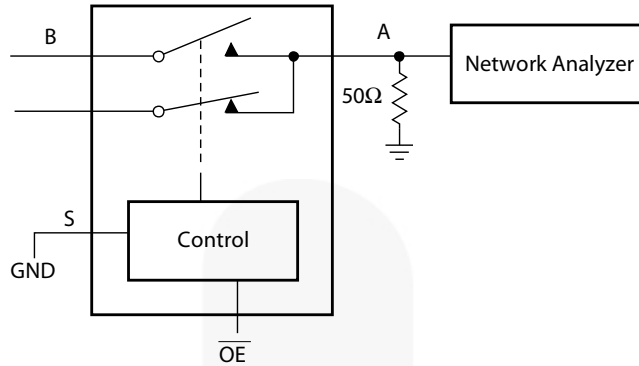 B
A
Network Analyzer
50Ω
S
Control
GND
OE